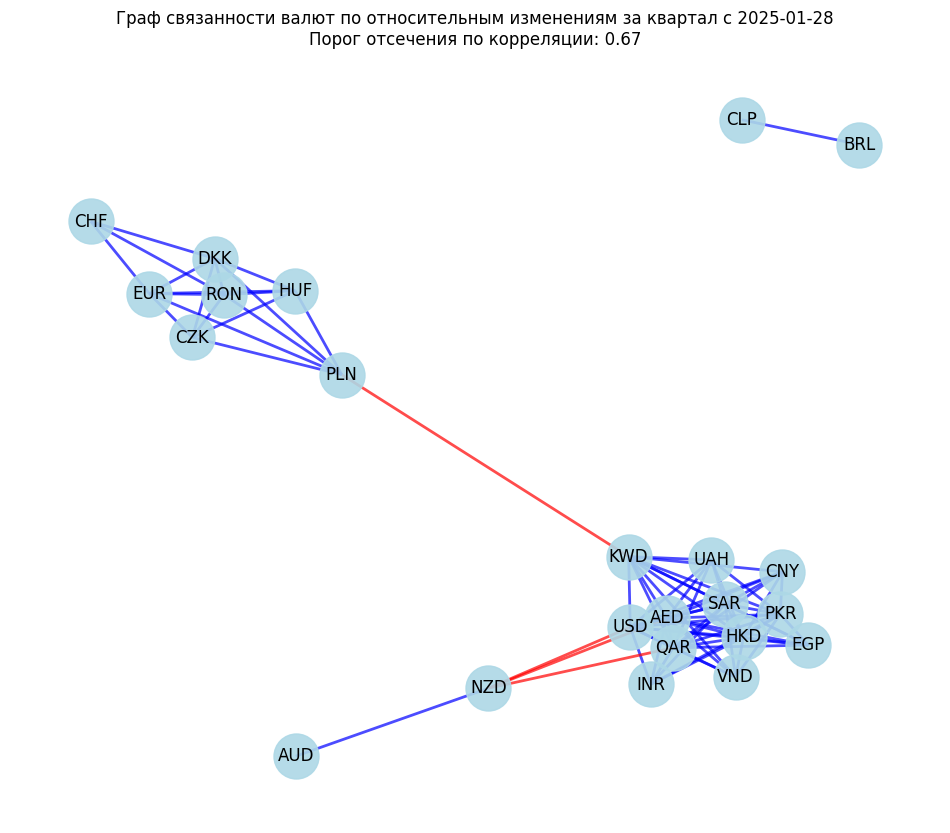 Граф связанности валют по относительным изменениям за квартал с 2025-01-28
Порог отсечения по корреляции: 0.67
CLP
BRL
CHF
DKK
EUR
RON
HUF
CZK
PLN
KWD
UAH
CNY
SAR
AED
PKR
USD
HKD
QAR
EGP
INR
VND
NZD
AUD